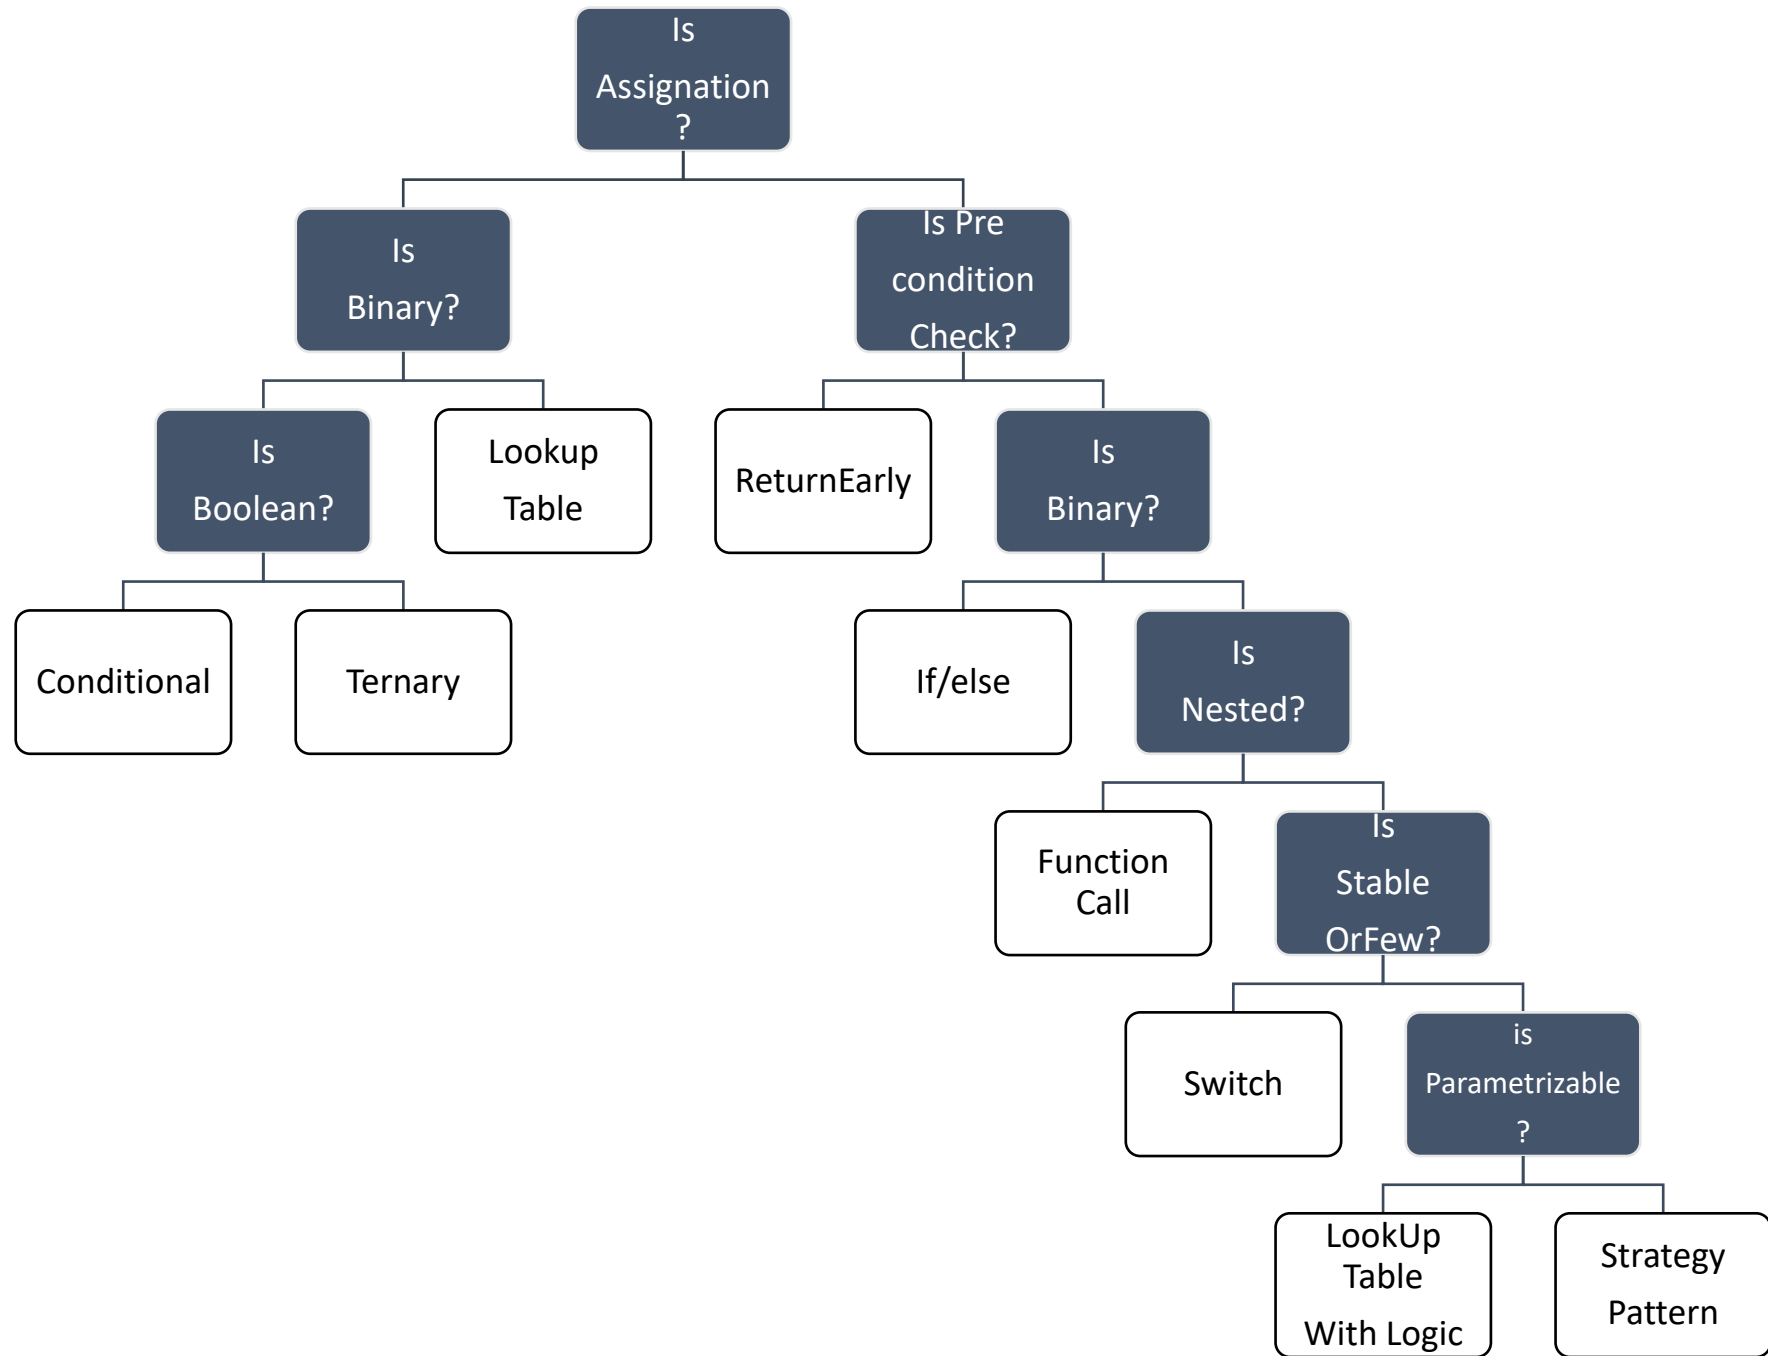 Is
Assignation
?
Is
Binary?
Is Pre
condition
Check?
Is
Boolean?
Lookup
Table
ReturnEarly
Is
Binary?
Conditional
Ternary
If/else
Is
Nested?
Function
Call
Is
Stable
OrFew?
Switch
is
Parametrizable
?
LookUp
Table
With Logic
Strategy
Pattern